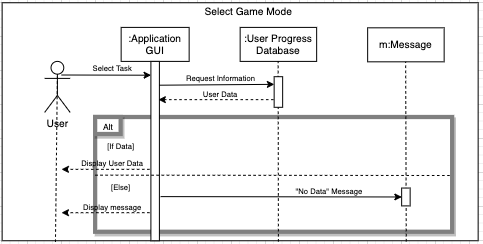 Select Game Mode
:Application
GUI
:User Progress
Database
m:Message
Select Task
Request Information
User Data
User
Alt
[If Data]
Display User Data
[Else]
"No Data" Message
Display message